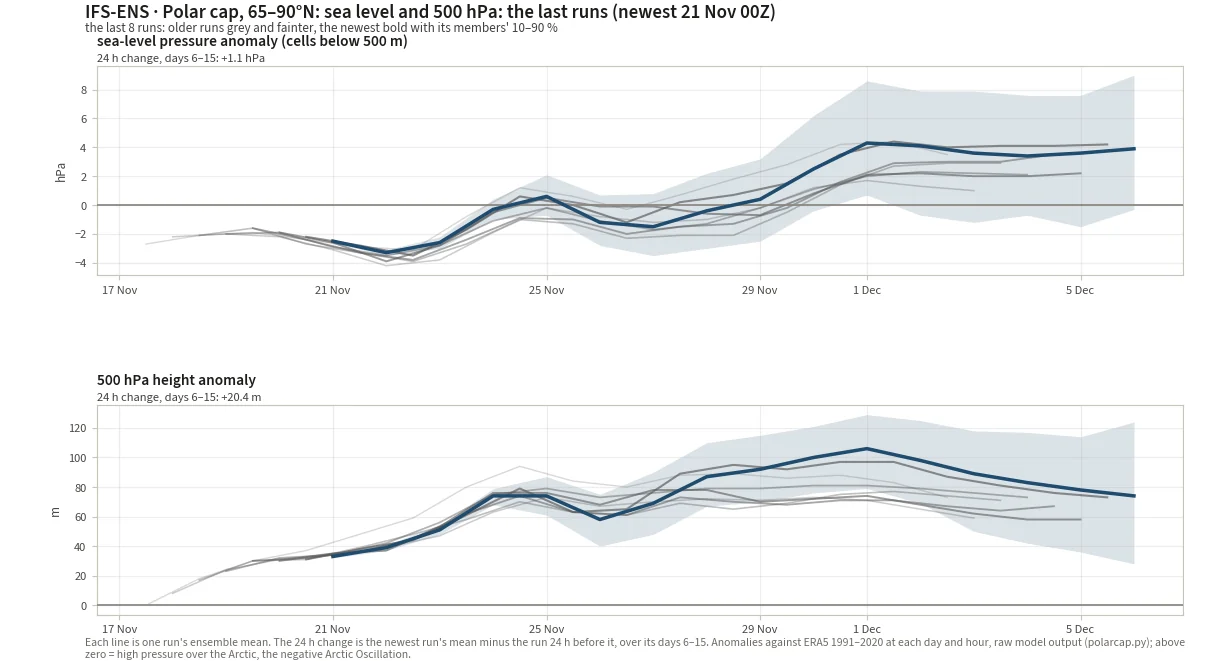 IFS-ENS · Polar cap, 65–90°N: sea level and 500 hPa: the last runs (newest 21 Nov 00Z)
the last 8 runs: older runs grey and fainter, the newest bold with its members' 10–90 %
sea-level pressure anomaly (cells below 500 m)
24 h change, days 6–15: +1.1 hPa
8
6
4
2
0
−2
−4
hPa
17 Nov
21 Nov
25 Nov
29 Nov
1 Dec
5 Dec
500 hPa height anomaly
24 h change, days 6–15: +20.4 m
120
100
80
60
40
20
0
m
17 Nov
21 Nov
25 Nov
29 Nov
1 Dec
5 Dec
Each line is one run's ensemble mean. The 24 h change is the newest run's mean minus the run 24 h before it, over its days 6–15. Anomalies against ERA5 1991–2020 at each day and hour, raw model output (polarcap.py); above
zero = high pressure over the Arctic, the negative Arctic Oscillation.